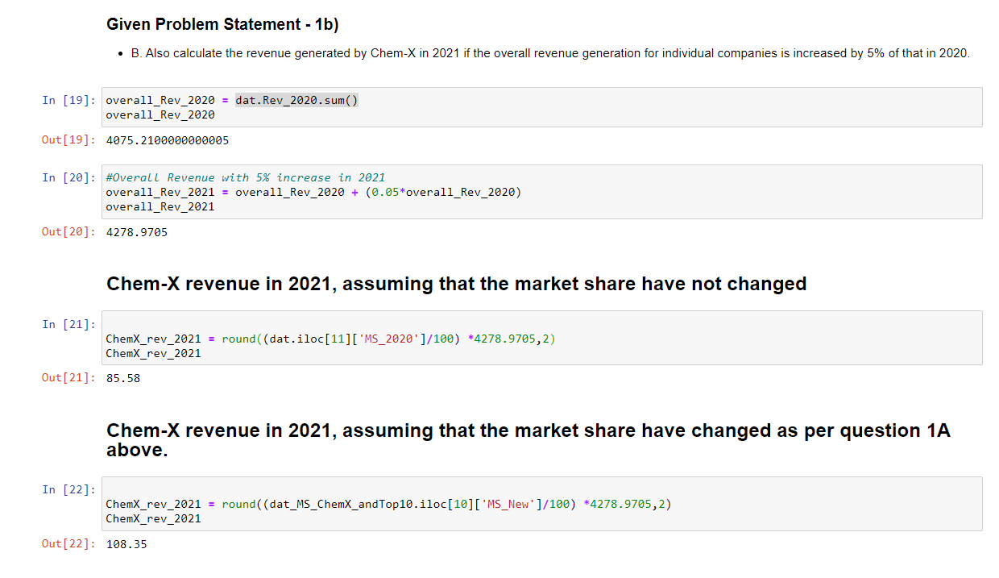 Given Problem Statement - 1b)
• B. Also calculate the revenue generated by Chem-X in 2021 if the overall revenue generation for individual companies is increased by 5% of that in 2020.
In [19]: overall_Rev_2020 = dat.Rev_2020.sum()
overall_Rev_2020
Out[19]: 4075.2100000000005
In [20]: #Overall Revenue with 5% increase in 2021
overall_Rev_2021 = overall_Rev_2020 + (0.05*overall_Rev_2020)
overall_Rev_2021
Out[20]: 4278.9705
Chem-X revenue in 2021, assuming that the market share have not changed
In [21]:
ChemX_rev_2021 = round((dat.iloc[11]['MS_2020']/100) *4278.9705,2)
ChemX_rev_2021
Out[21]: 85.58
Chem-X revenue in 2021, assuming that the market share have changed as per question 1A
above.
In [22]:
ChemX_rev_2021 = round((dat_MS_ChemX_andTop10.iloc[10]['MS_New']/100) *4278.9705,2)
ChemX_rev_2021
Out[22]: 108.35